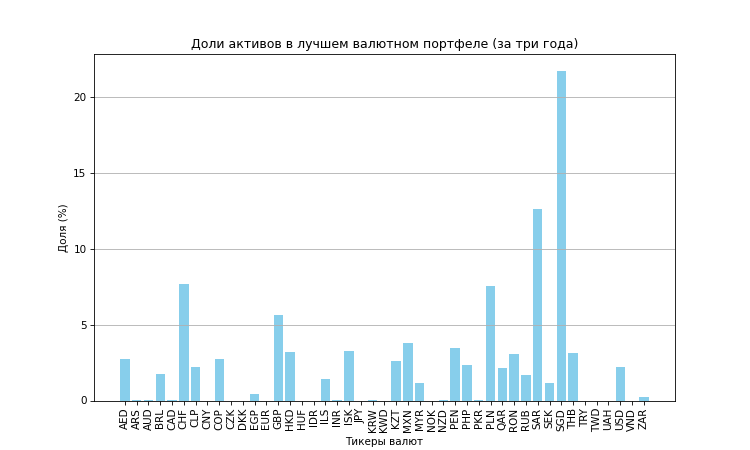 Доли активов в лучшем валютном портфеле (за три года)
Доля (%)
20
15
10
5
0
AED ARS AUD BRL CAD CHF CLP CNY COP CZK DKK EGP EUR GBP HKD HUF IDR ILS INR ISK JPY KRW KWD KZT MXN MYR NOK NZD PEN PHP PKR PLN QAR RON RUB SAR SEK SGD THB TRY TWD UAH USD VND ZAR
Тикеры валют